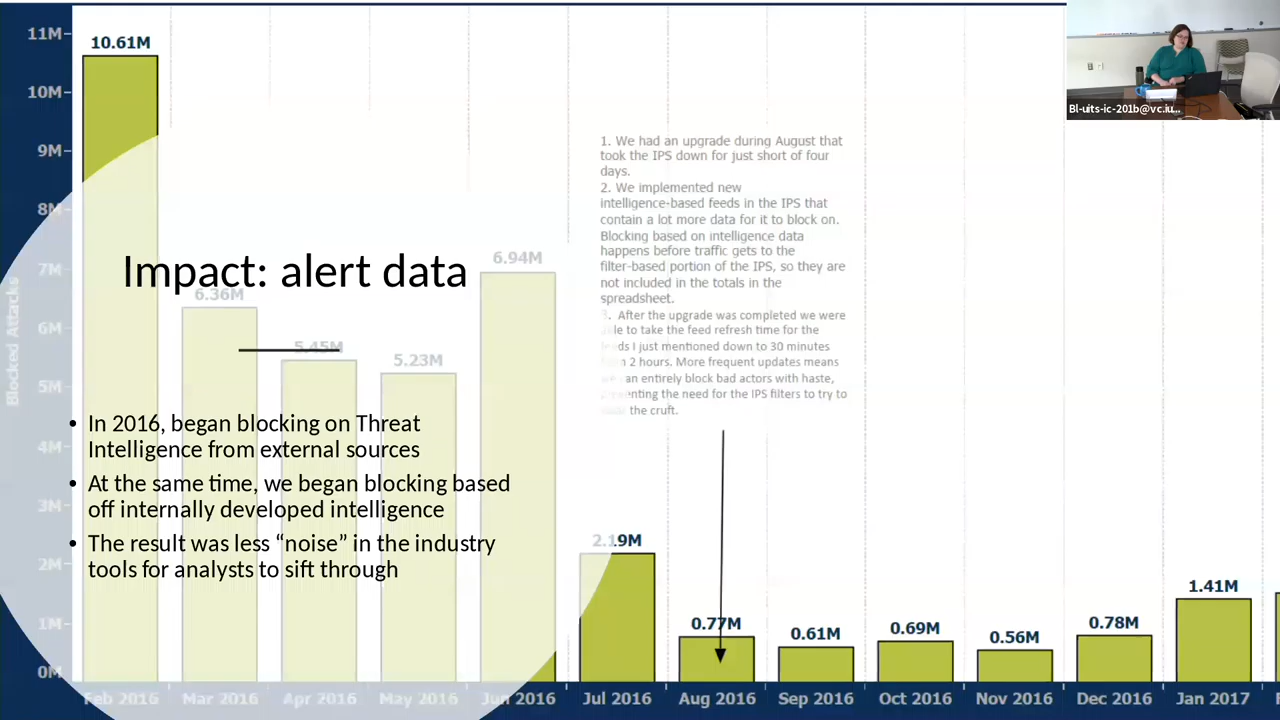 11M
10M
9M
8M
7M
6M
5M
4M
3M
2M
1M
0M
Blocked Attacks
10.61M
6.36M
5.45M
5.23M
6.94M
2.19M
0.77M
0.61M
0.69M
0.56M
0.78M
1.41M
Bl-uits-ic-201b@vc.iu...
1. We had an upgrade during August that
took the IPS down for just short of four
days.
2. We implemented new
intelligence-based feeds in the IPS that
contain a lot more data for it to block on.
Blocking based on intelligence data
happens before traffic gets to the
filter-based portion of the IPS, so they are
not included in the totals in the
spreadsheet.
3. After the upgrade was completed we were
to take the feed refresh time for the
I just mentioned down to 30 minutes
2 hours. More frequent updates means
entirely block bad actors with haste,
the need for the IPS filters to try to
the cruft.
Impact: alert data
• In 2016, began blocking on Threat
Intelligence from external sources
• At the same time, we began blocking based
off internally developed intelligence
• The result was less “noise” in the industry
tools for analysts to sift through
Feb 2016
Mar 2016
Apr 2016
May 2016
Jun 2016
Jul 2016
Aug 2016
Sep 2016
Oct 2016
Nov 2016
Dec 2016
Jan 2017